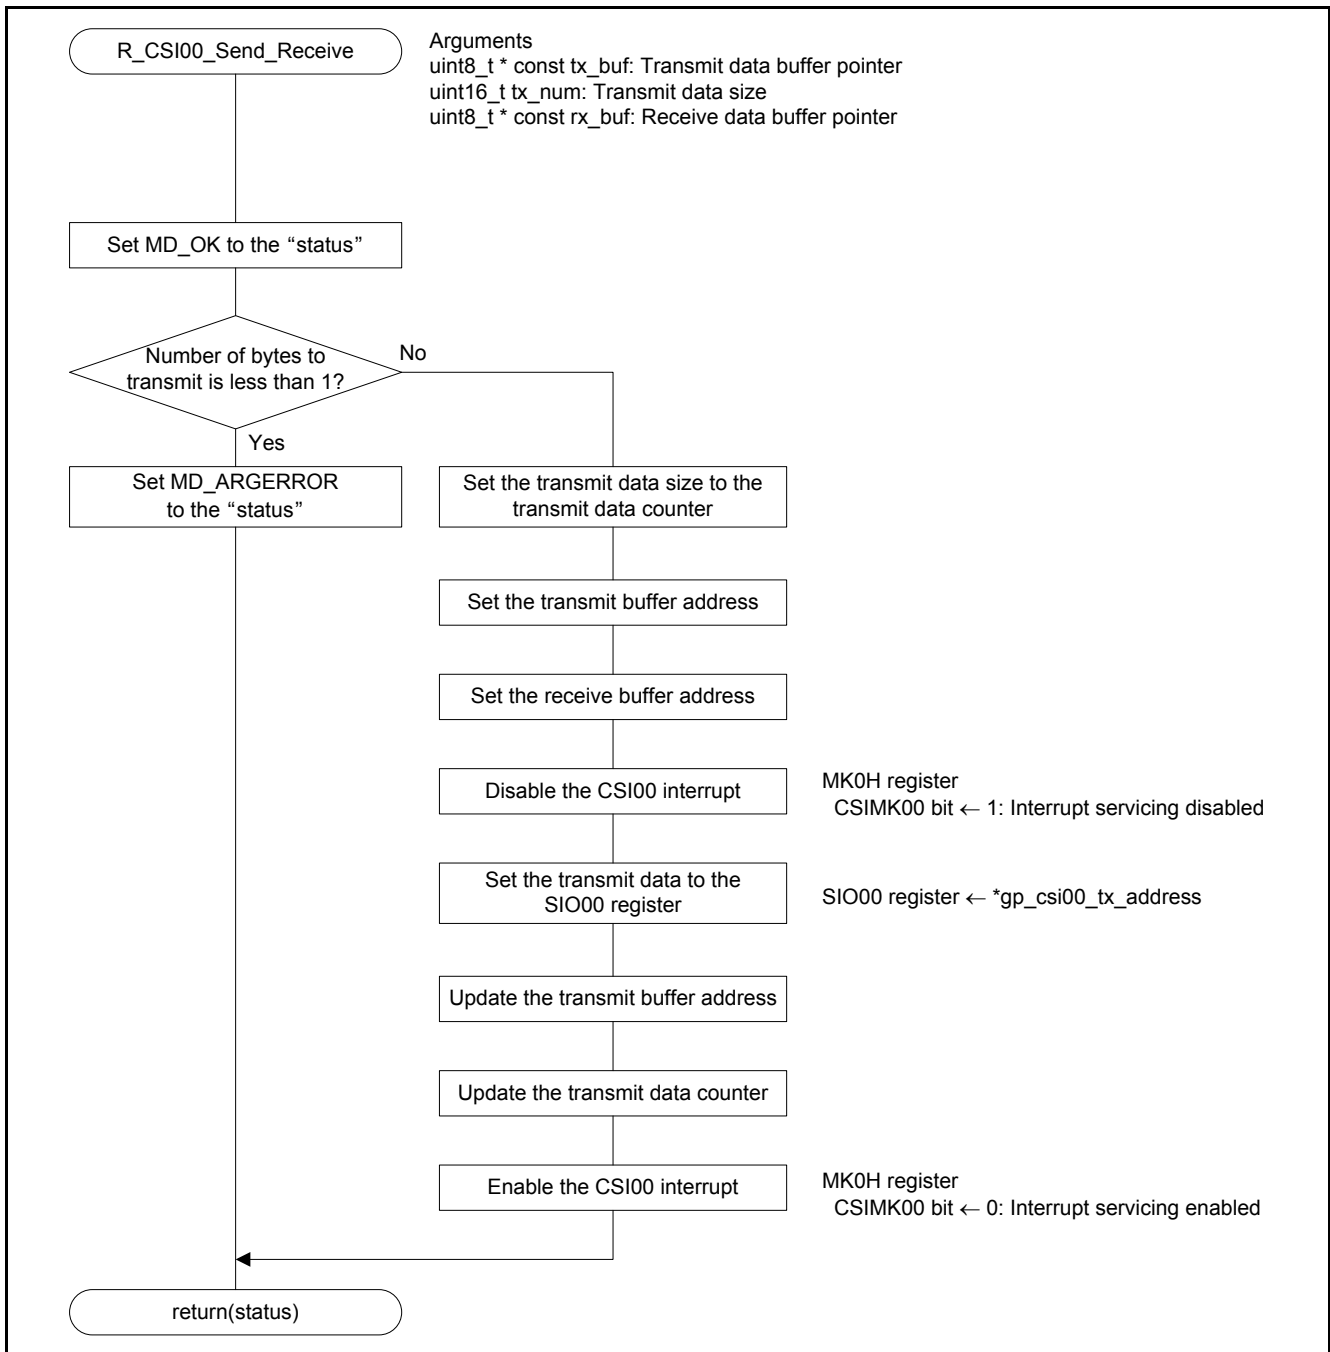 R_CSI00_Send_Receive
Arguments
uint8_t * const tx_buf: Transmit data buffer pointer
uint16_t tx_num: Transmit data size
uint8_t * const rx_buf: Receive data buffer pointer
Set MD_OK to the “status”
Number of bytes to
transmit is less than 1?
No
Yes
Set MD_ARGERROR
to the “status”
Set the transmit data size to the
transmit data counter
Set the transmit buffer address
Set the receive buffer address
Disable the CSI00 interrupt
MK0H register
CSIMK00 bit ← 1: Interrupt servicing disabled
Set the transmit data to the
SIO00 register
SIO00 register ← *gp_csi00_tx_address
Update the transmit buffer address
Update the transmit data counter
Enable the CSI00 interrupt
MK0H register
CSIMK00 bit ← 0: Interrupt servicing enabled
return(status)